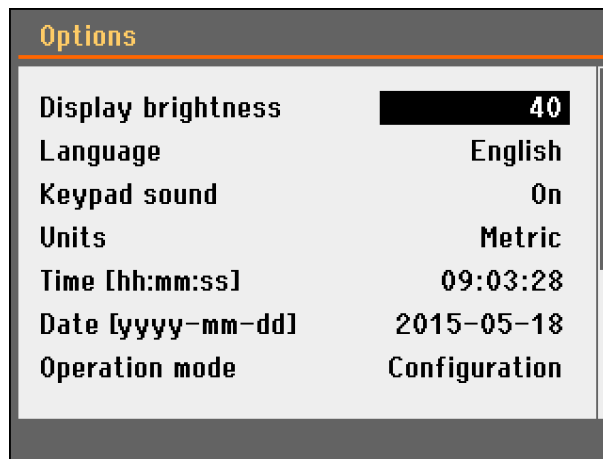 Options
Display brightness 40
Language English
Keypad sound On
Units Metric
Time [hh:mm:ss] 09:03:28
Date [yyyy-mm-dd] 2015-05-18
Operation mode Configuration